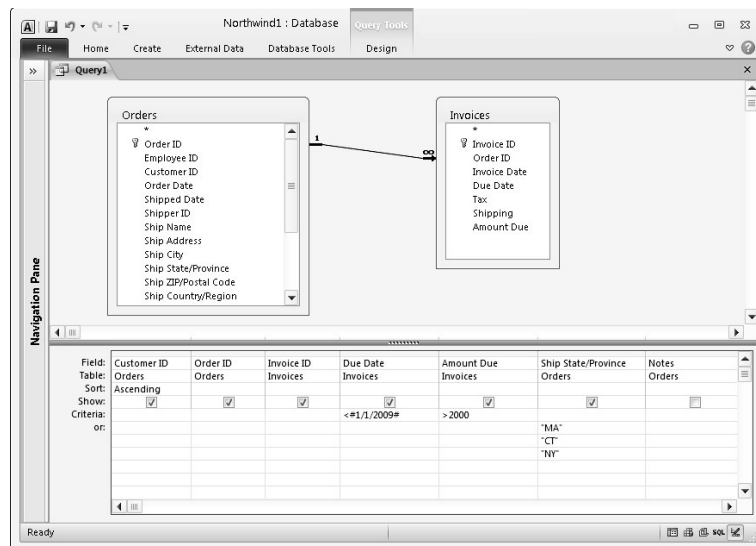 Northwind1 : Database
Query Tools
File Home Create External Data Database Tools Design
Query1
Navigation Pane
Orders
*
Order ID
Employee ID
Customer ID
Order Date
Shipped Date
Shipper ID
Ship Name
Ship Address
Ship City
Ship State/Province
Ship ZIP/Postal Code
Ship Country/Region
1
∞
Invoices
*
Invoice ID
Order ID
Invoice Date
Due Date
Tax
Shipping
Amount Due
Field: Customer ID Order ID Invoice ID Due Date Amount Due Ship State/Province Notes
Table: Orders Orders Invoices Invoices Invoices Orders Orders
Sort: Ascending
Show:
Criteria: <#1/1/2009# >2000
or: "MA"
"CT"
"NY"
Ready
SQL